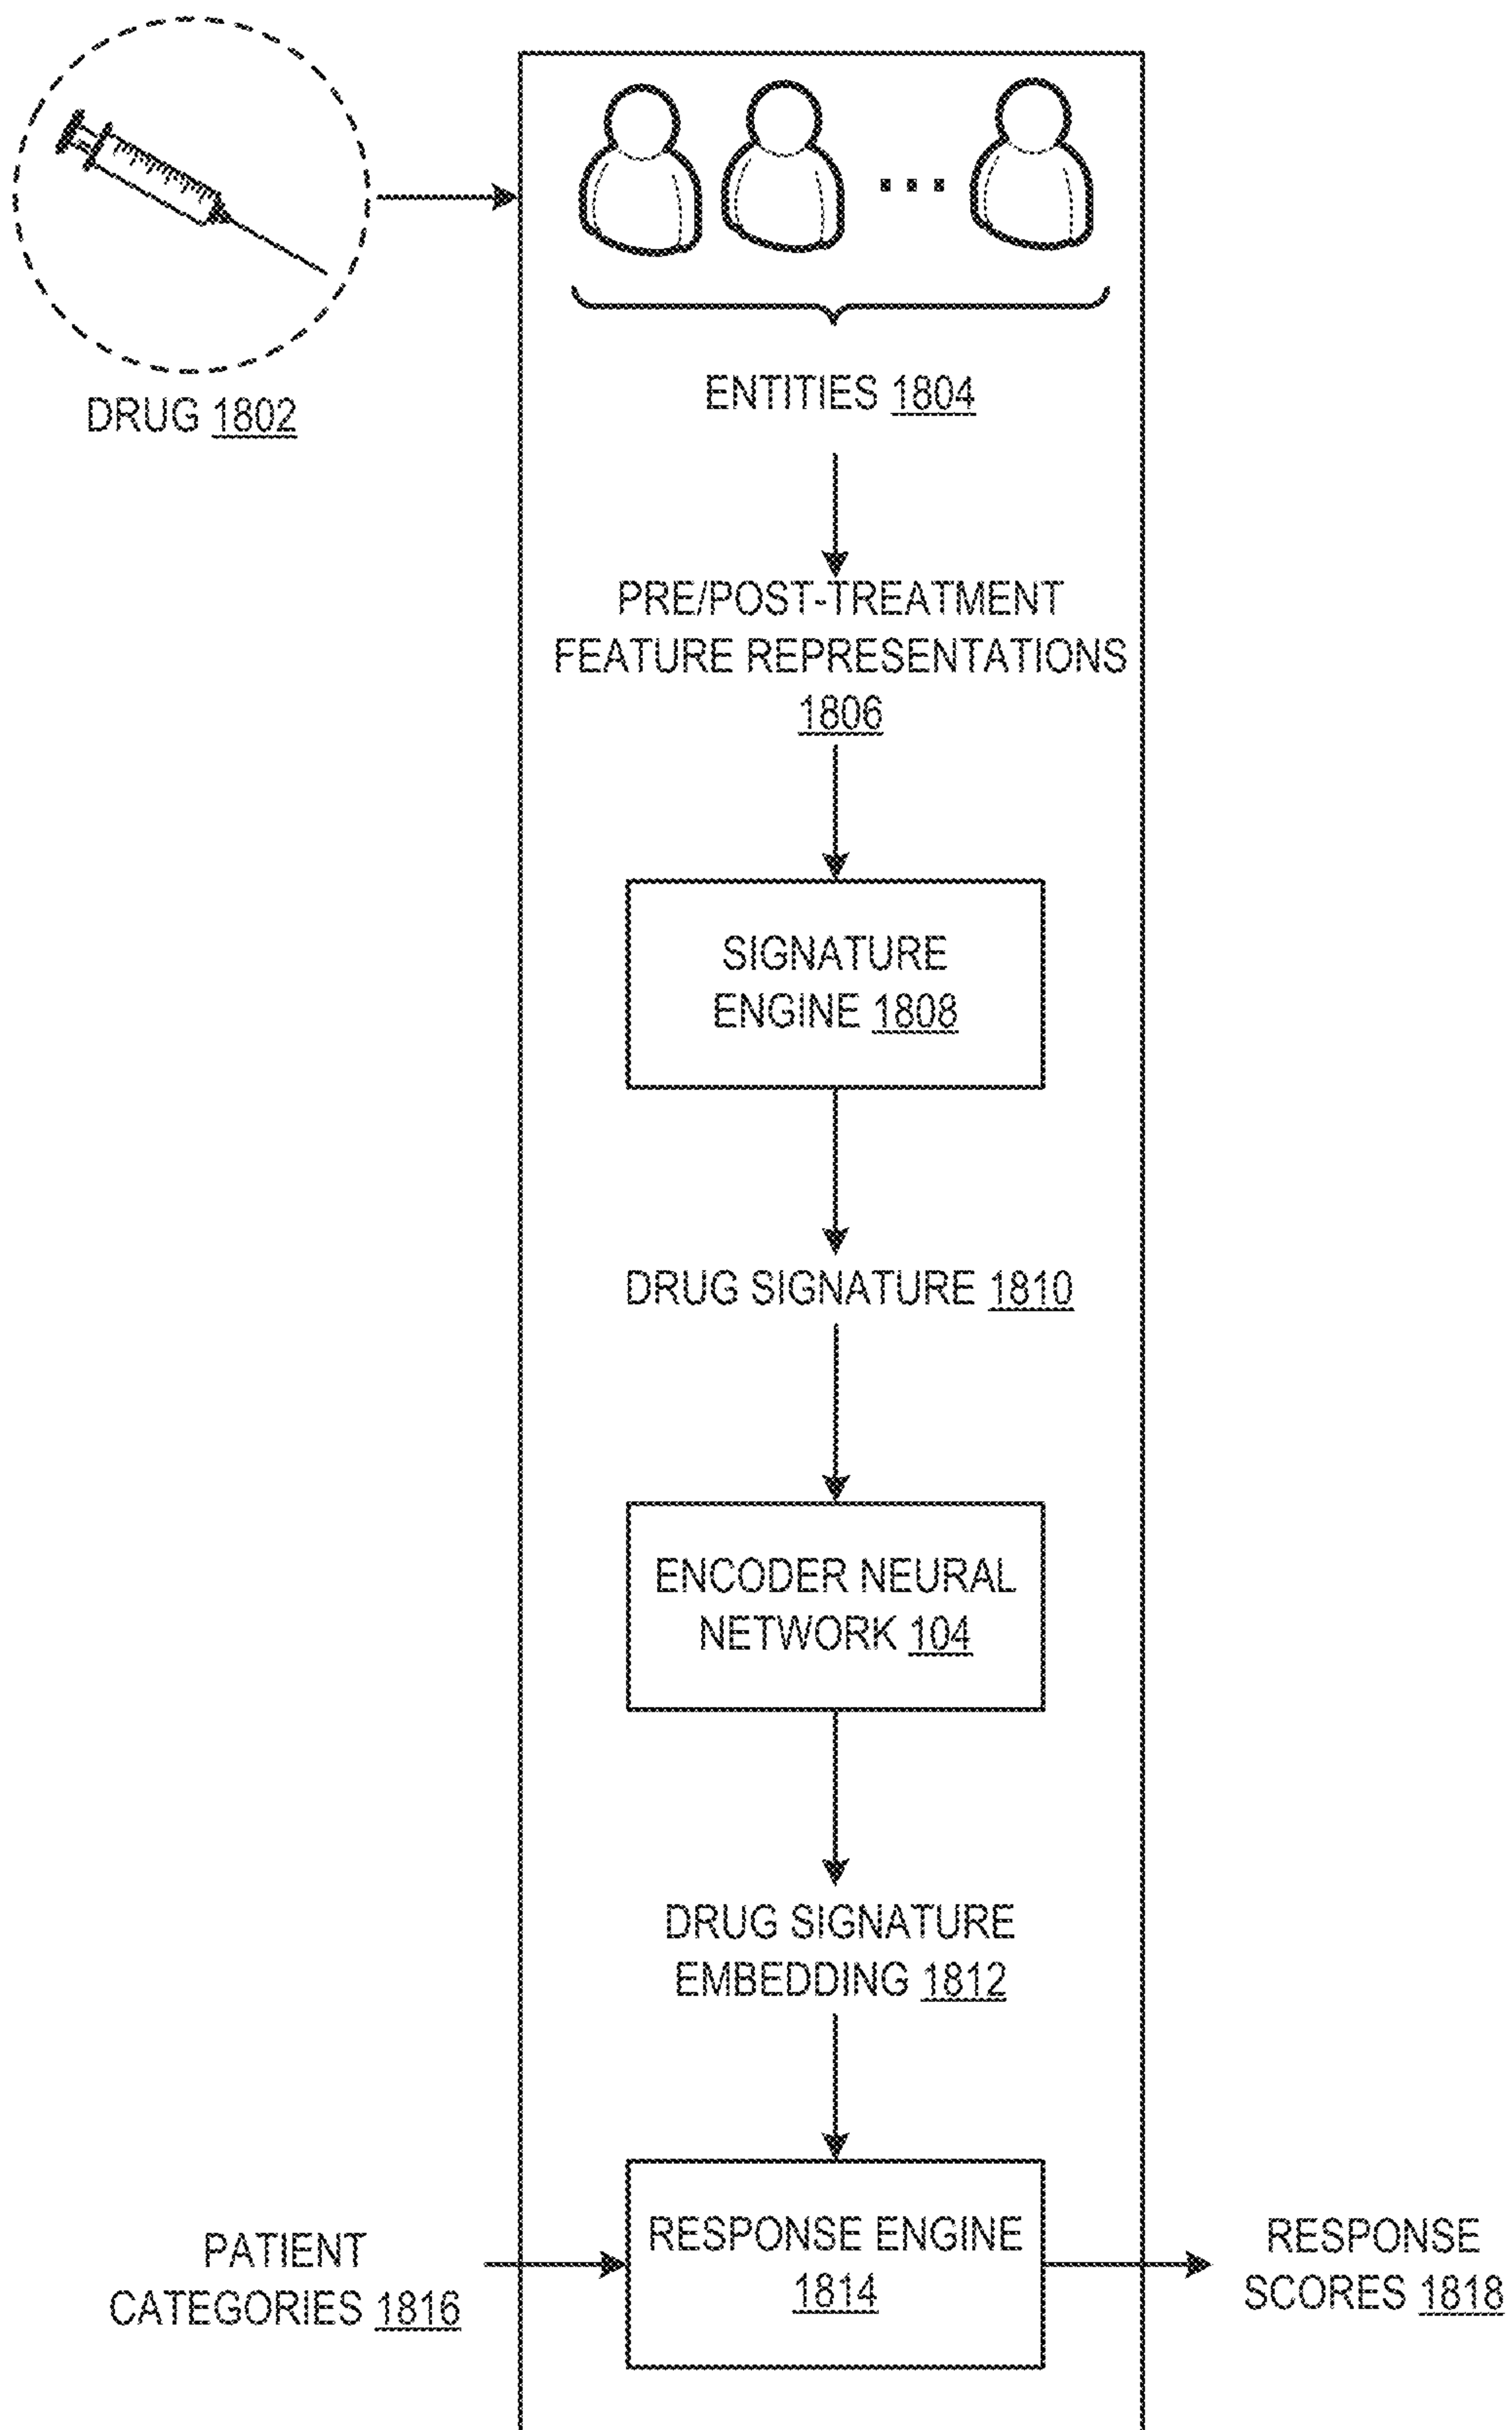 DRUG 1802
ENTITIES 1804
PRE/POST-TREATMENT
FEATURE REPRESENTATIONS
1806
SIGNATURE
ENGINE 1808
DRUG SIGNATURE 1810
ENCODER NEURAL
NETWORK 104
DRUG SIGNATURE
EMBEDDING 1812
PATIENT
CATEGORIES 1816
RESPONSE ENGINE
1814
RESPONSE
SCORES 1818